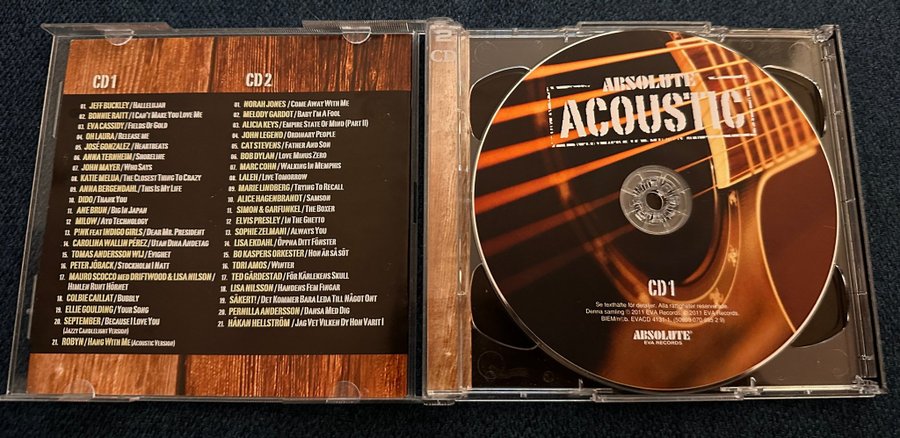 CD 1
01. JEFF BUCKLEY / HALLELUJAH
02. BONNIE RAITT / I CAN'T MAKE YOU LOVE ME
03. EVA CASSIDY / FIELDS OF GOLD
04. OH LAURA / RELEASE ME
05. JOSÉ GONZALEZ / HEARTBEATS
06. ANNA TERNHEIM / SHORELINE
07. JOHN MAYER / WHO SAYS
08. KATIE MELUA / THE CLOSEST THING TO CRAZY
09. ANNA BERGENDAHL / THIS IS MY LIFE
10. DIDO / THANK YOU
11. ANE BRUN / BIG IN JAPAN
12. MILOW / AYO TECHNOLOGY
13. P!NK FEAT INDIGO GIRLS / DEAR MR. PRESIDENT
14. CAROLINA WALLIN PÉREZ / UTAN DINA ANDETAG
15. TOMAS ANDERSSON WIJ / EVIGHET
16. PETER JÖBACK / STOCKHOLM I NATT
17. MAURO SCOCCO MED DRIFTWOOD & LISA NILSSON /
HIMLEN RUNT HÖRNET
18. COLBIE CAILLAT / BUBBLY
19. ELLIE GOULDING / YOUR SONG
20. SEPTEMBER / BECAUSE I LOVE YOU
(JAZZY CANDLELIGHT VERSION)
21. ROBYN / HANG WITH ME (ACOUSTIC VERSION)
CD 2
01. NORAH JONES / COME AWAY WITH ME
02. MELODY GARDOT / BABY I'M A FOOL
03. ALICIA KEYS / EMPIRE STATE OF MIND (PART II)
04. JOHN LEGEND / ORDINARY PEOPLE
05. CAT STEVENS / FATHER AND SON
06. BOB DYLAN / LOVE MINUS ZERO
07. MARC COHN / WALKING IN MEMPHIS
08. LALEH / LIVE TOMORROW
09. MARIE LINDBERG / TRYING TO RECALL
10. ALICE HAGENBRANDT / SAMSON
11. SIMON & GARFUNKEL / THE BOXER
12. ELVIS PRESLEY / IN THE GHETTO
13. SOPHIE ZELMANI / ALWAYS YOU
14. LISA EKDAHL / ÖPPNA DITT FÖNSTER
15. BO KASPERS ORKESTER / HON ÄR SÅ SÖT
16. TORI AMOS / WINTER
17. TED GÄRDESTAD / FÖR KÄRLEKENS SKULL
18. LISA NILSSON / HANDENS FEM FINGAR
19. SÄKERT! / DET KOMMER BARA LEDA TILL NÅGOT ONT
20. PERNILLA ANDERSSON / DANSA MED DIG
21. HÅKAN HELLSTRÖM / JAG VET VILKEN DY HON VARIT I
2
CD
ABSOLUTE
ACOUSTIC
CD 1
Se texthäfte för detaljer. Alla rättigheter reserverade.
Denna samling ℗ 2011 EVA Records. © 2011 EVA Records.
BIEM/n©b. EVACD 4131-1.
ABSOLUTE
EVA RECORDS